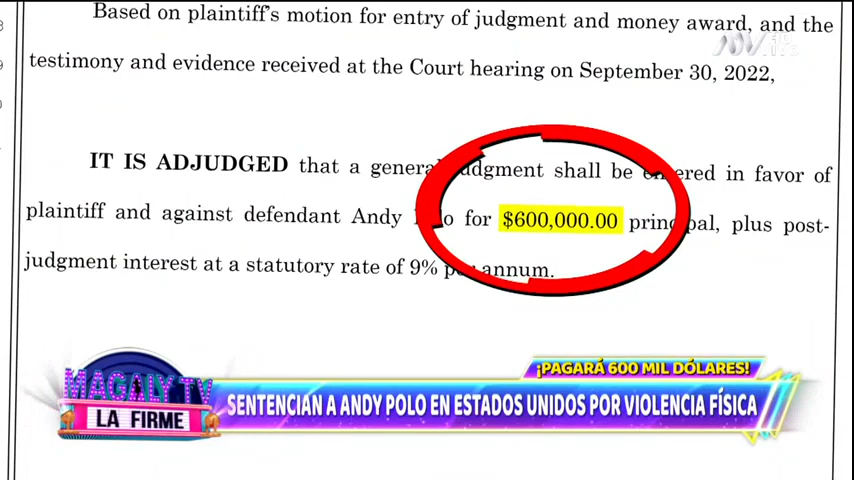 Based on plaintiff's motion for entry of judgment and money award, and the
testimony and evidence received at the Court hearing on September 30, 2022,
IT IS ADJUDGED that a general judgment shall be entered in favor of
plaintiff and against defendant Andy for $600,000.00 principal, plus post-
judgment interest at a statutory rate of 9% per annum.
¡PAGARÁ 600 MIL DÓLARES!
MAGALY TV
LA FIRME
SENTENCIAN A ANDY POLO EN ESTADOS UNIDOS POR VIOLENCIA FÍSICA